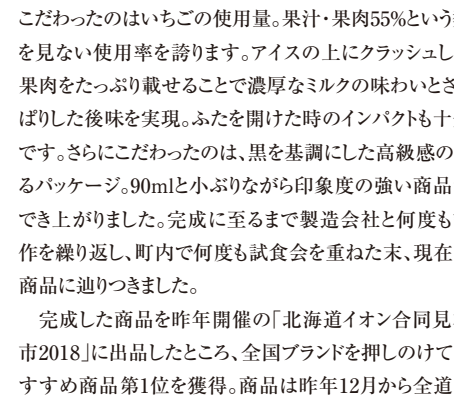 こだわったのはいちごの使用量。果汁・果肉55%という
を見ない使用率を誇ります。アイスの上にクラッシュし
果肉をたっぷり載せることで濃厚なミルクの味わいとさ
ぱりした後味を実現。ふたを開けた時のインパクトも十
です。さらにこだわったのは、黒を基調にした高級感の
るパッケージ。90mlと小ぶりながら印象度の強い商品
でき上がりました。完成に至るまで製造会社と何度も
作を繰り返し、町内で何度も試食会を重ねた末、現在
商品に辿りつきました。
　完成した商品を昨年開催の「北海道イオン合同見
市2018」に出品したところ、全国ブランドを押しのけて
すすめ商品第1位を獲得。商品は昨年12月から全道